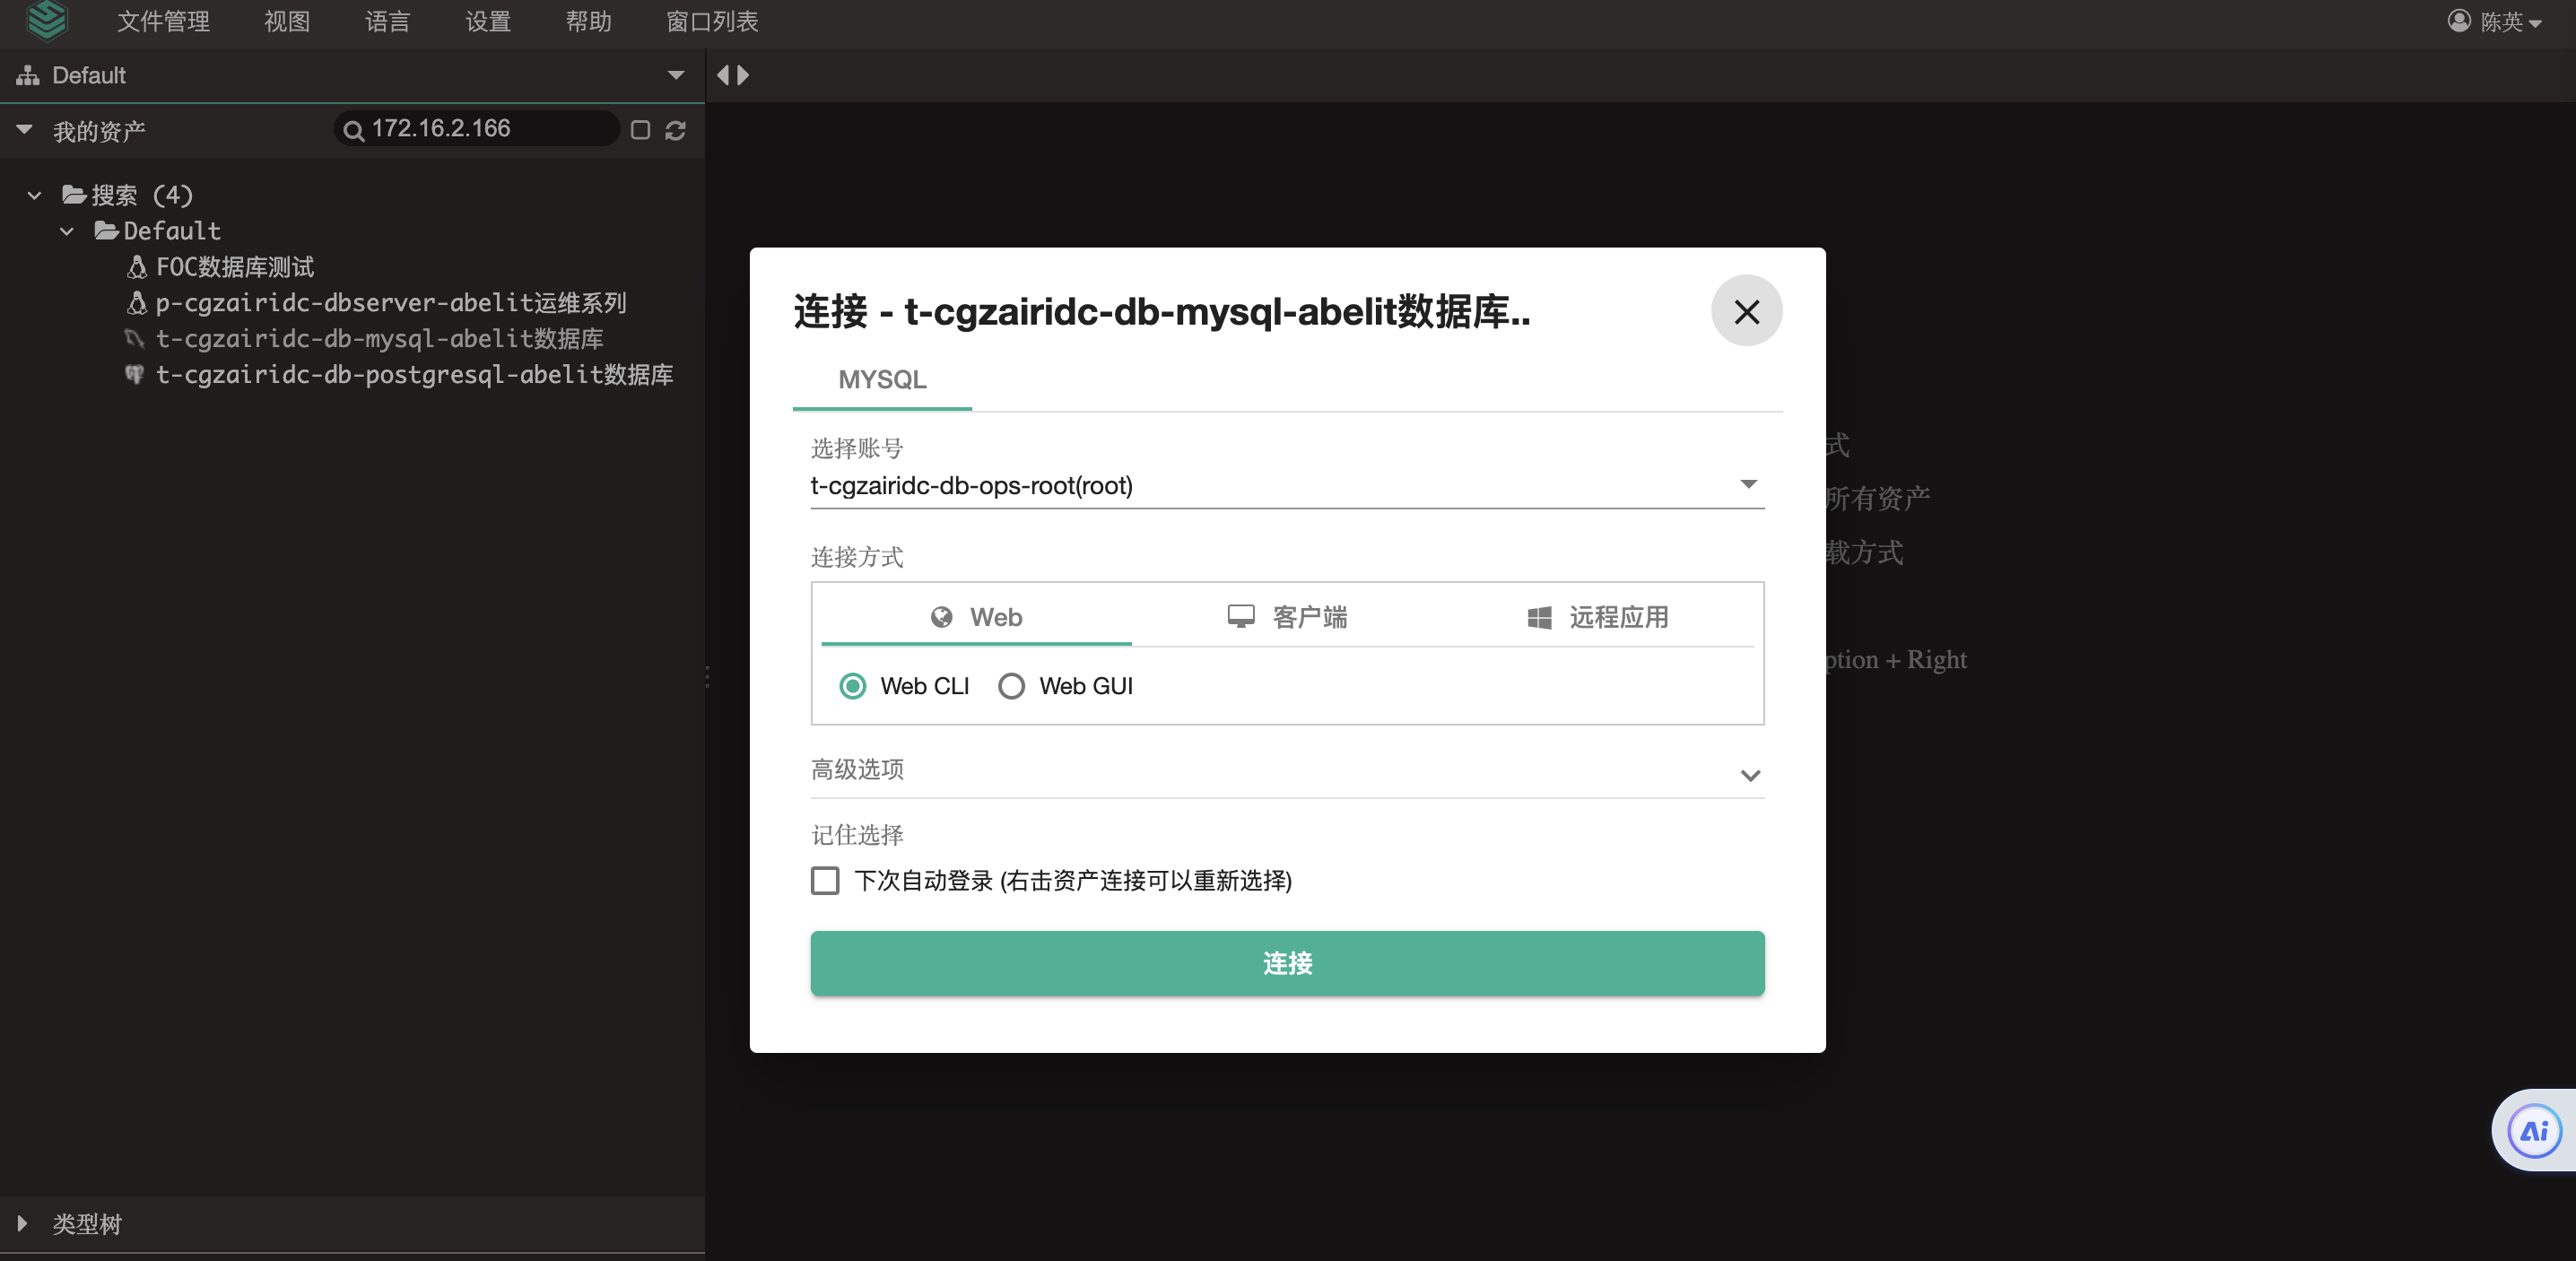 文件管理 视图 语言 设置 帮助 窗口列表 陈英
Default
我的资产 172.16.2.166
搜索 (4)
Default
FOC数据库测试
p-cgzairidc-dbserver-abelit运维系列
t-cgzairidc-db-mysql-abelit数据库
t-cgzairidc-db-postgresql-abelit数据库
类型树
连接 - t-cgzairidc-db-mysql-abelit数据库..
MYSQL
选择账号
t-cgzairidc-db-ops-root(root)
连接方式
Web 客户端 远程应用
Web CLI Web GUI
高级选项
记住选择
下次自动登录 (右击资产连接可以重新选择)
连接
式
所有资产
载方式
ption + Right
Ai